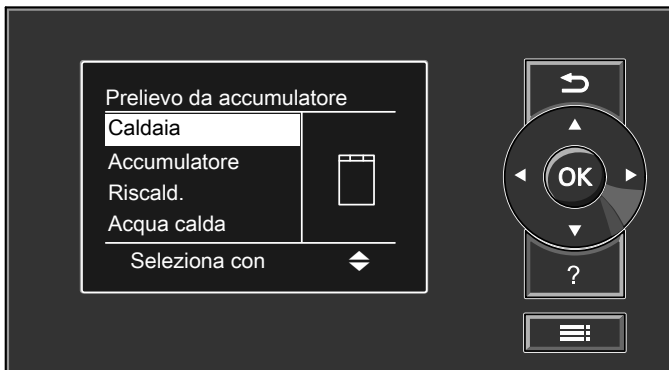 Prelievo da accumulatore
Caldaia
Accumulatore
Riscald.
Acqua calda
Seleziona con
OK
?